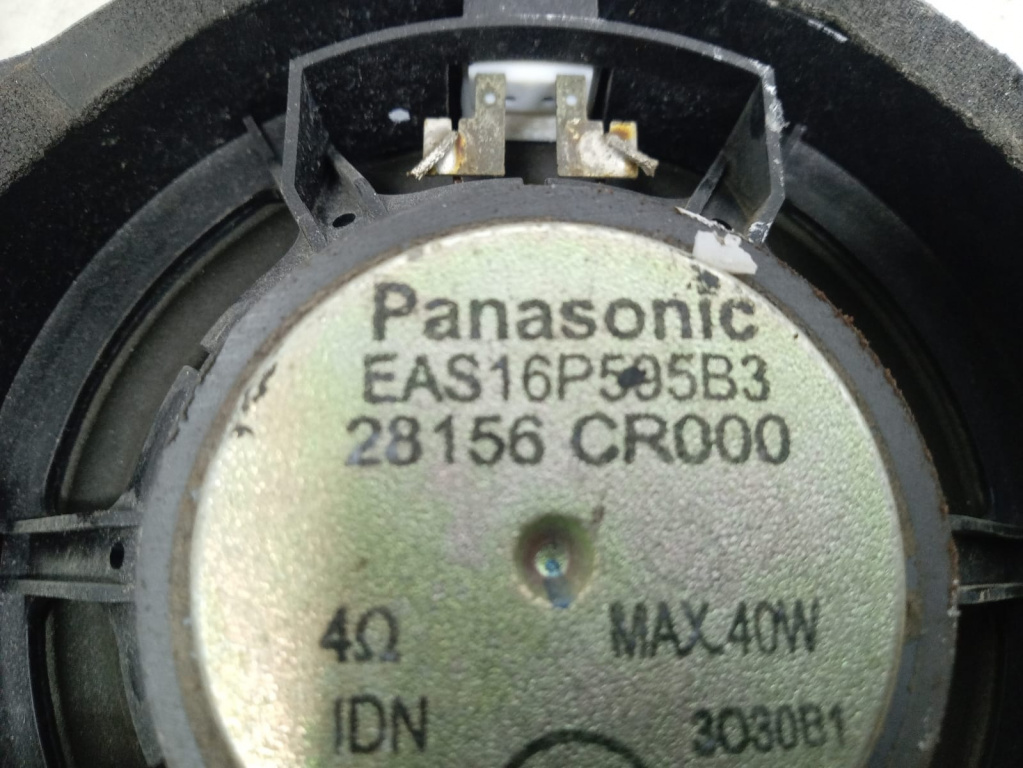 Panasonic
EAS16P595B3
28156 CR000
4Ω MAX.40W
IDN 3O30B1